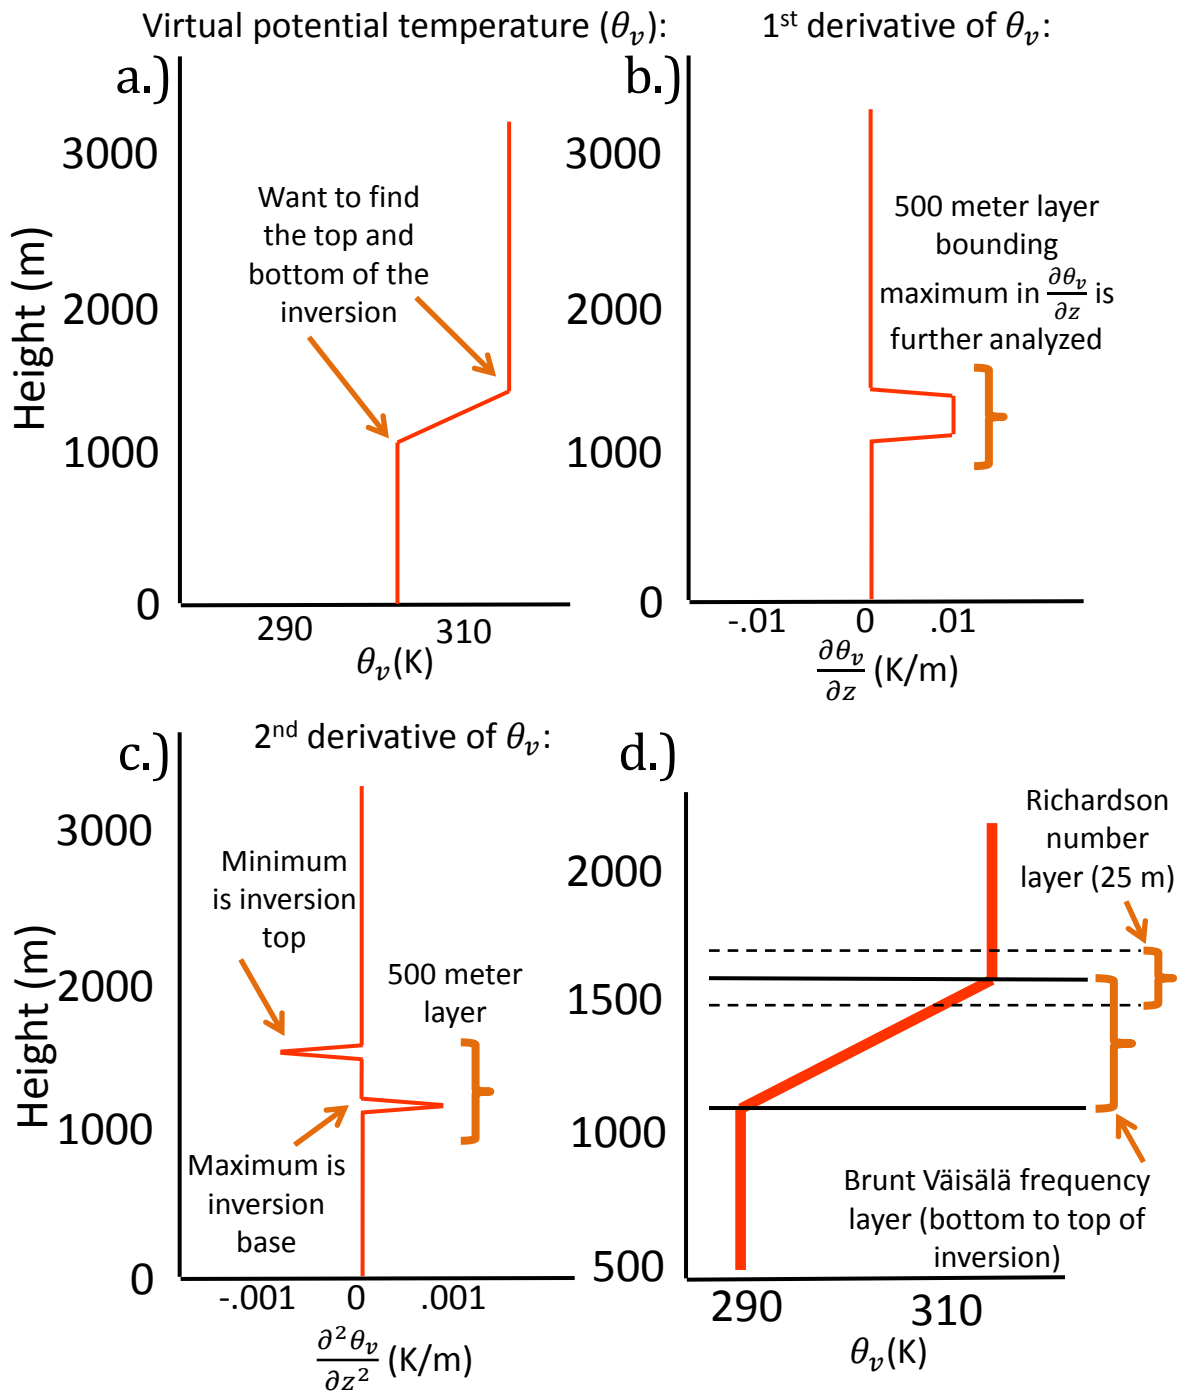 Virtual potential temperature (θᵥ):
a.)
3000
2000
1000
0
Height (m)
Want to find
the top and
bottom of the
inversion
290 310
θᵥ(K)
1st derivative of θᵥ:
b.)
3000
2000
1000
0
500 meter layer
bounding
maximum in ∂θᵥ/∂z is
further analyzed
-.01 0 .01
∂θᵥ/∂z (K/m)
2nd derivative of θᵥ:
c.)
3000
2000
1000
0
Height (m)
Minimum
is inversion
top
500 meter
layer
Maximum is
inversion
base
-.001 0 .001
∂²θᵥ/∂z² (K/m)
d.)
2000
1500
1000
500
Richardson
number
layer (25 m)
Brunt Väisälä frequency
layer (bottom to top of
inversion)
290 310
θᵥ(K)